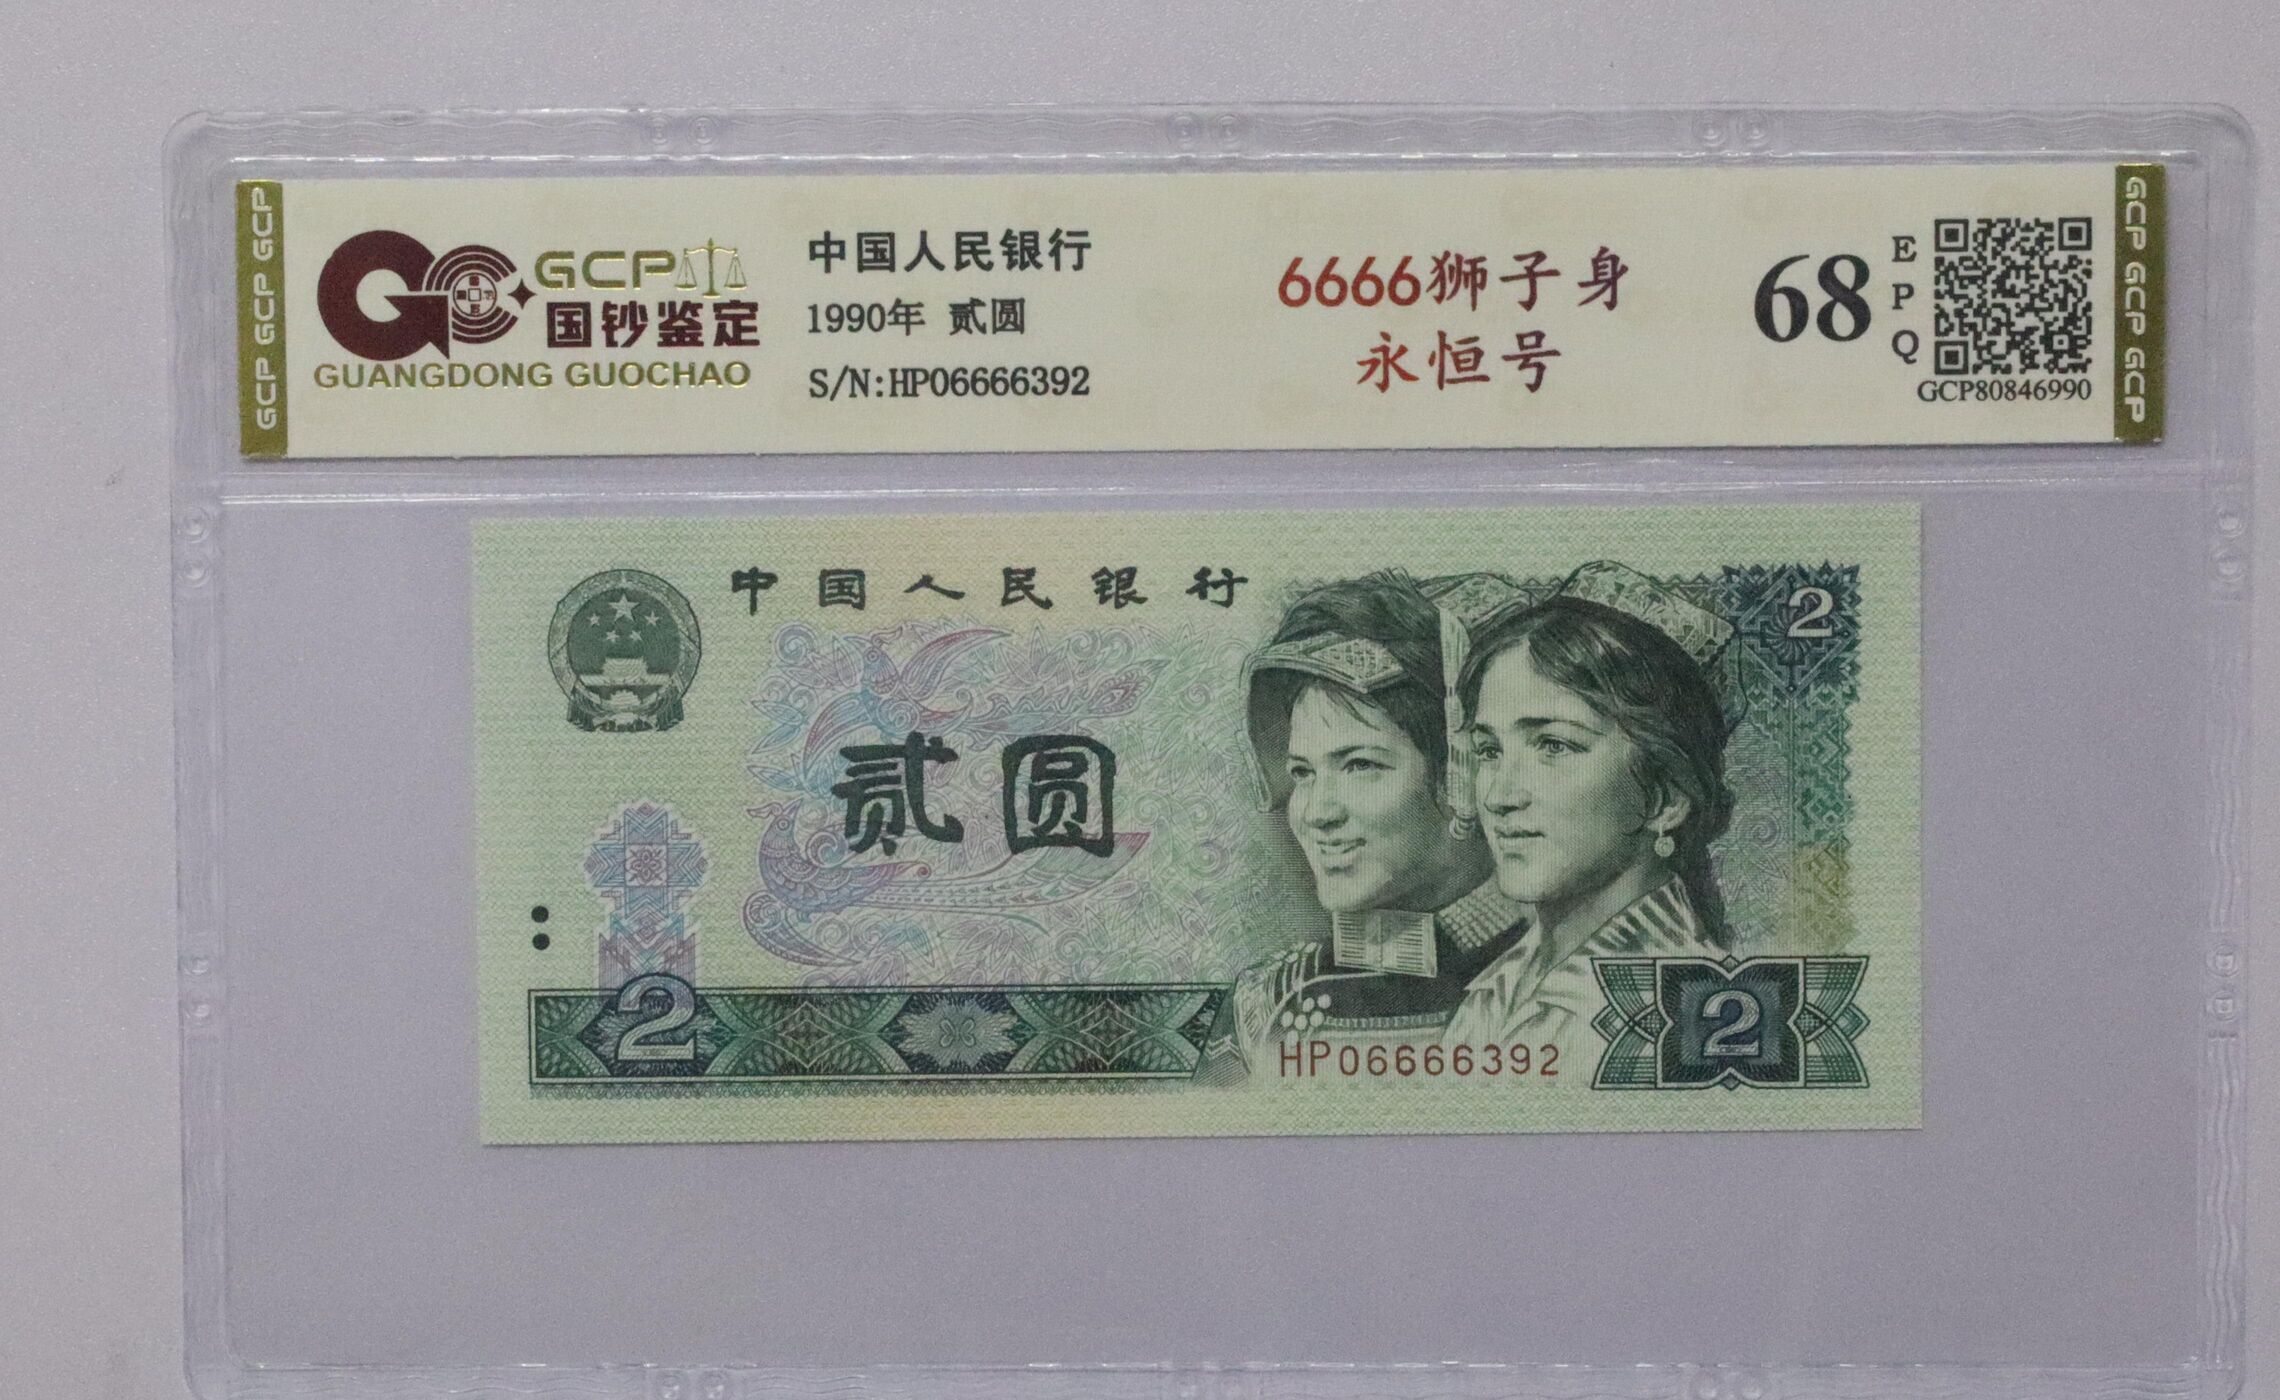 GCP GCP GCP
GCP
国钞鉴定
GUANGDONG GUOCHAO
中国人民银行
1990年 贰圆
S/N:HP06666392
6666狮子身
永恒号
68
EPQ
GCP80846990
GCP GCP GCP
中国人民银行
2
贰圆
2
HP06666392
2